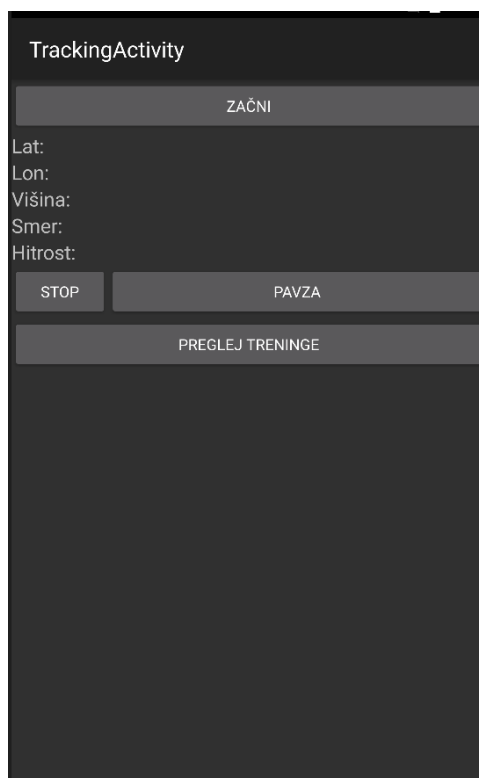 TrackingActivity
ZAČNI
Lat:
Lon:
Višina:
Smer:
Hitrost:
STOP PAVZA
PREGLEJ TRENINGE